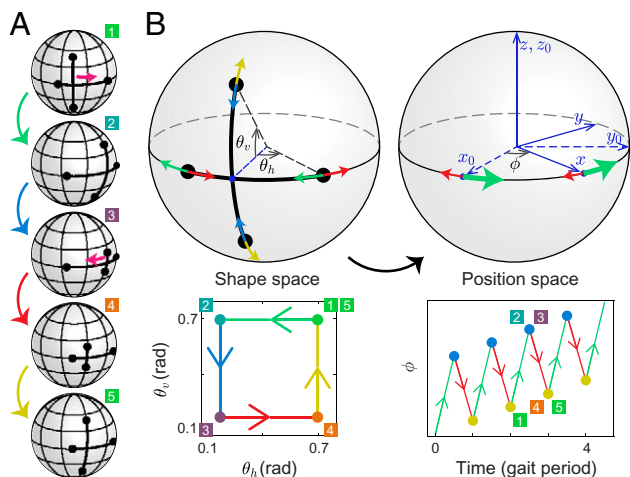 A
1
2
3
4
5
B
θv
θh
z, z0
y
y0
x0
ϕ
x
Shape space
Position space
2
1 5
3
4
0.7
0.1
θv (rad)
0.1
0.7
θh (rad)
2 3
1
4 5
ϕ
0
4
Time (gait period)